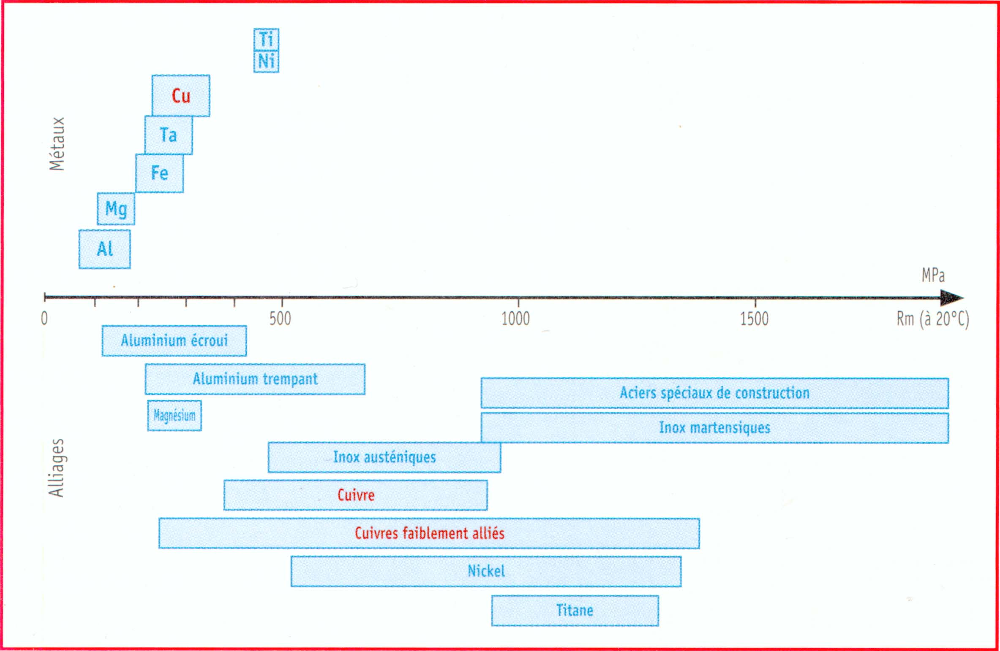 Ti
Ni
Cu
Ta
Fe
Mg
Al
Métaux
MPa
0 500 1000 1500 Rm (à 20°C)
Aluminium écroui
Aluminium trempant
Aciers spéciaux de construction
Magnésium
Inox martensiques
Inox austéniques
Cuivre
Cuivres faiblement alliés
Nickel
Titane
Alliages